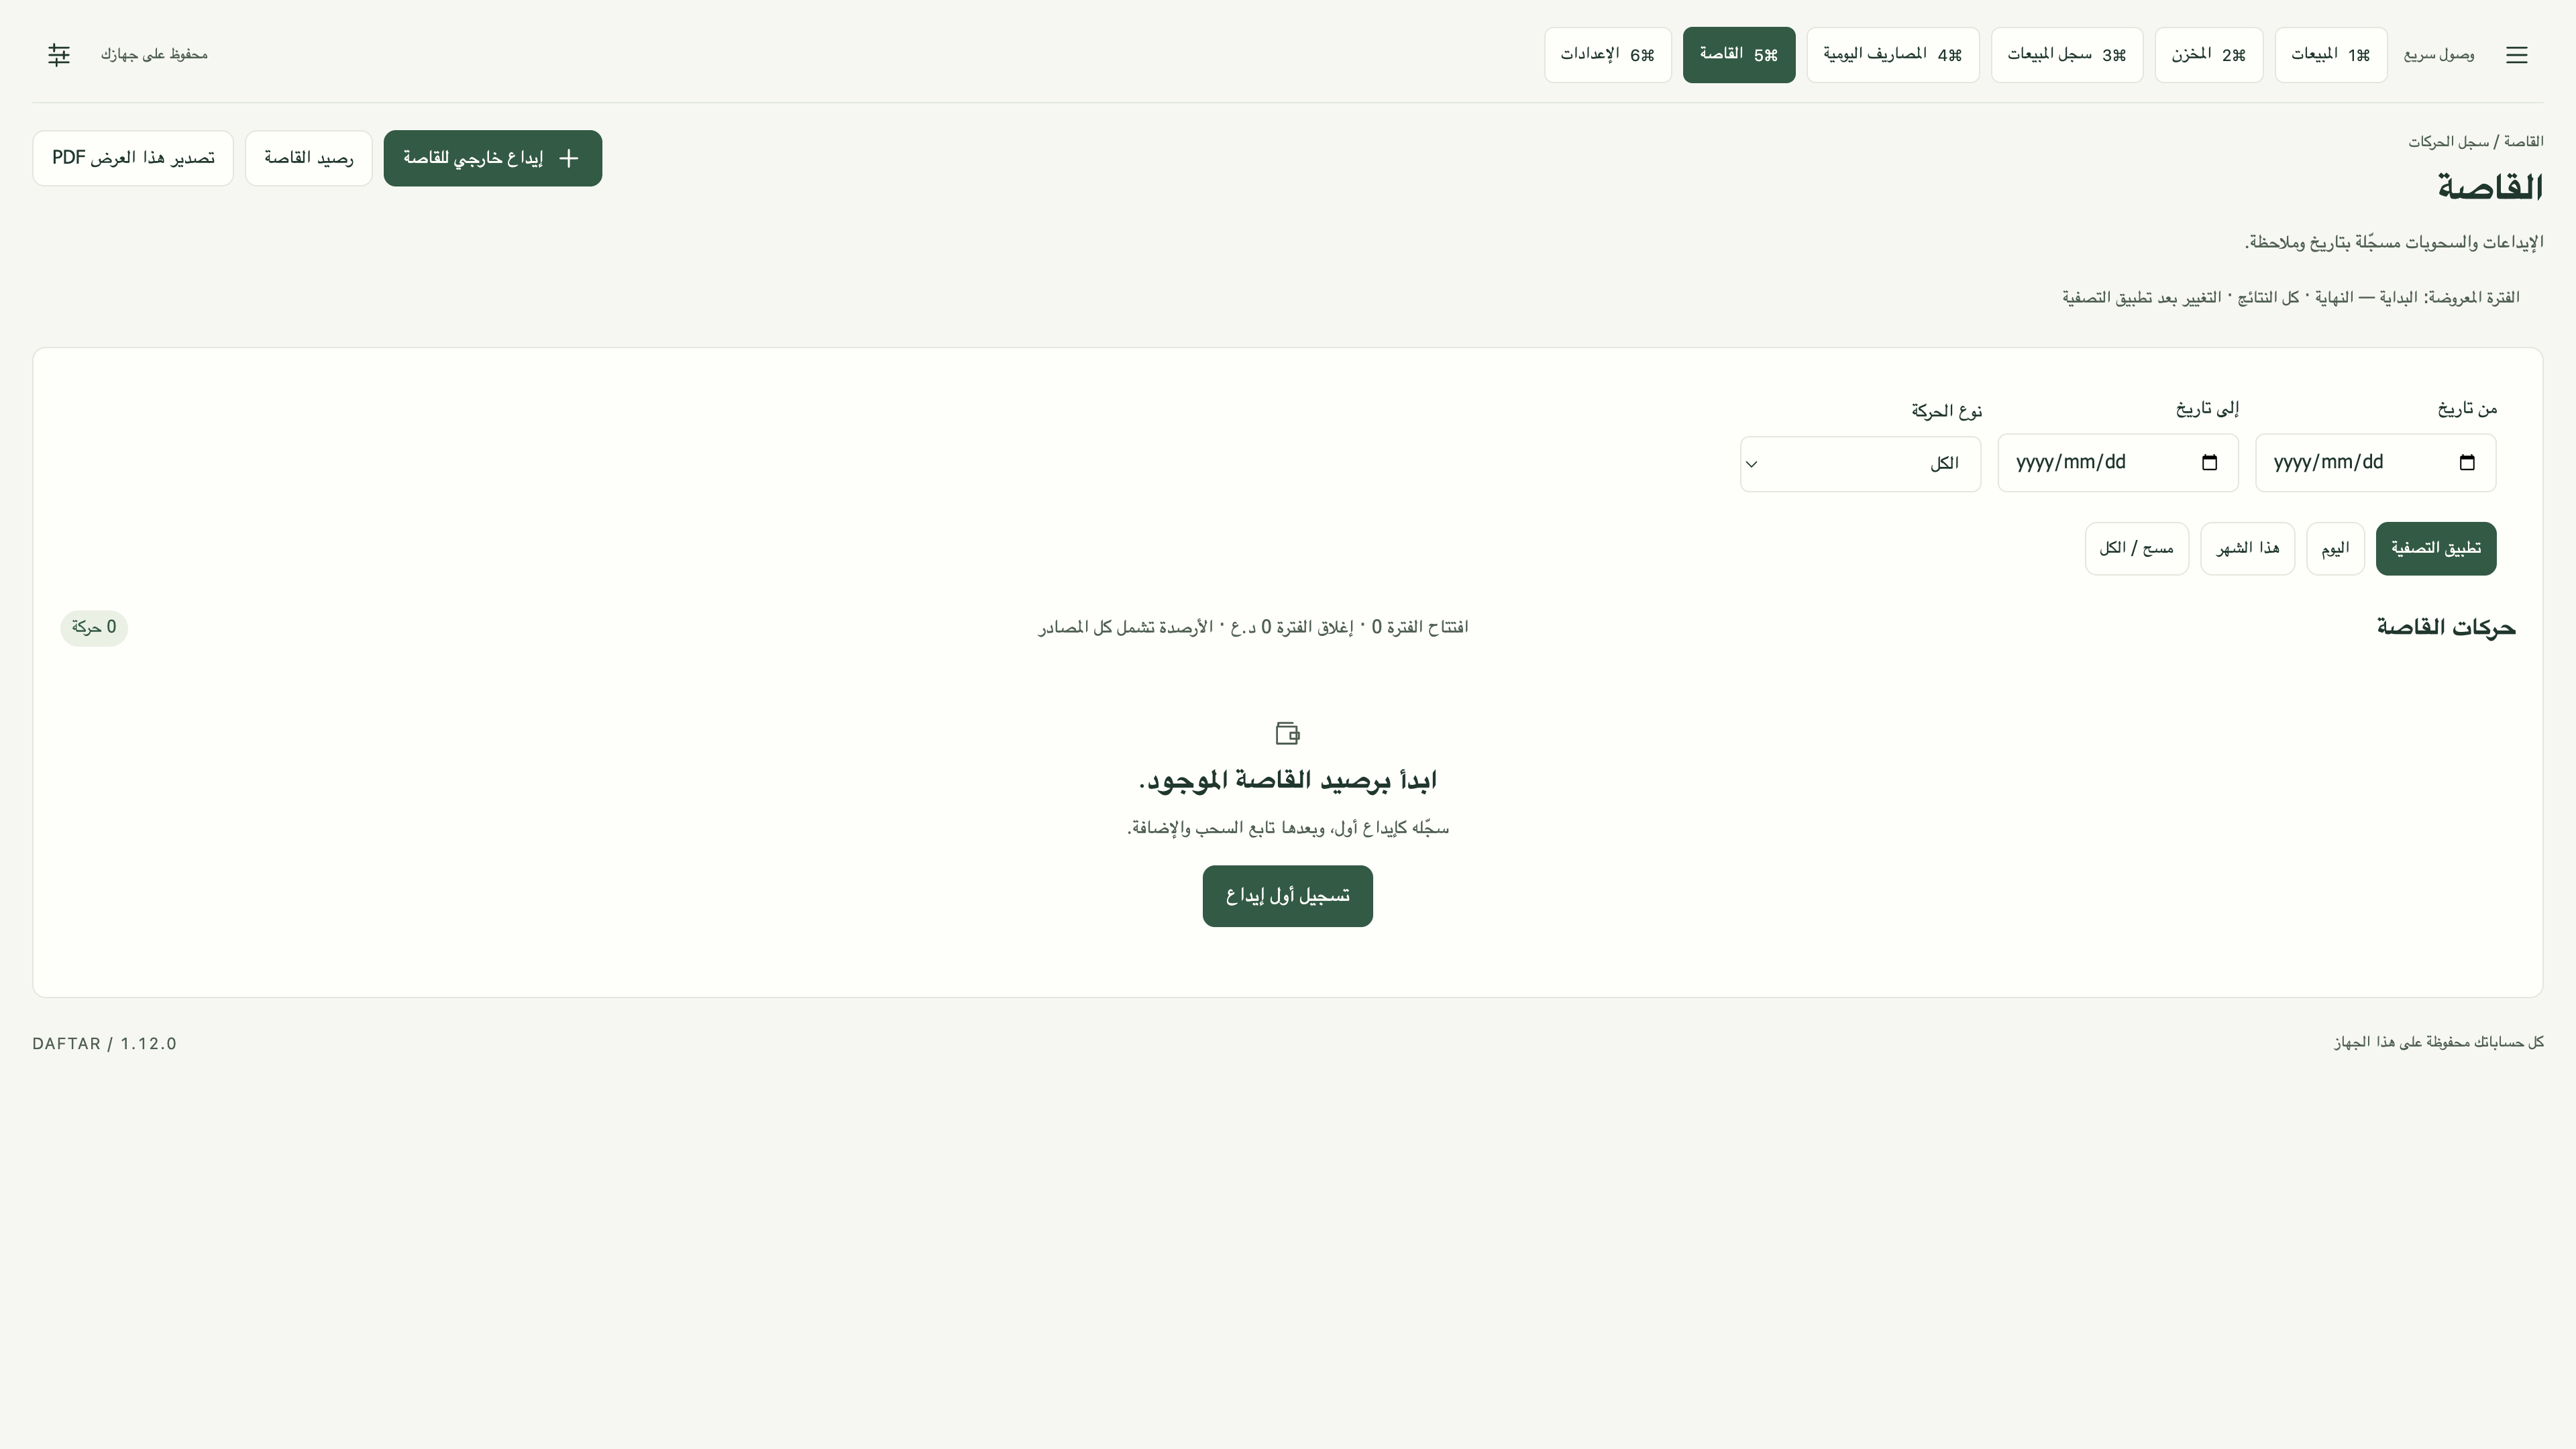 وصول سريع
⌘1 المبيعات
⌘2 المخزن
⌘3 سجل المبيعات
⌘4 المصاريف اليومية
⌘5 القاصة
⌘6 الإعدادات
محفوظ على جهازك
القاصة / سجل الحركات
القاصة
الإيداعات والسحوبات مسجّلة بتاريخ وملاحظة.
إيداع خارجي للقاصة
رصيد القاصة
تصدير هذا العرض PDF
الفترة المعروضة: البداية — النهاية · كل النتائج · التغيير بعد تطبيق التصفية
من تاريخ
إلى تاريخ
نوع الحركة
yyyy/mm/dd
yyyy/mm/dd
الكل
تطبيق التصفية
اليوم
هذا الشهر
مسح / الكل
حركات القاصة
افتتاح الفترة 0 · إغلاق الفترة 0 د.ع · الأرصدة تشمل كل المصادر
0 حركة
ابدأ برصيد القاصة الموجود.
سجّله كإيداع أول، وبعدها تابع السحب والإضافة.
تسجيل أول إيداع
كل حساباتك محفوظة على هذا الجهاز
DAFTAR / 1.12.0